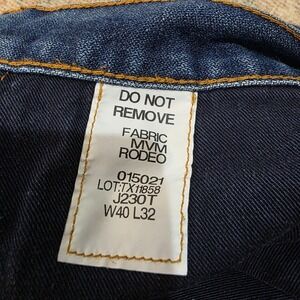 DO NOT
REMOVE
FABRIC
MVM
RODEO
015021
LOT:TX11858
J230T
W40 L32